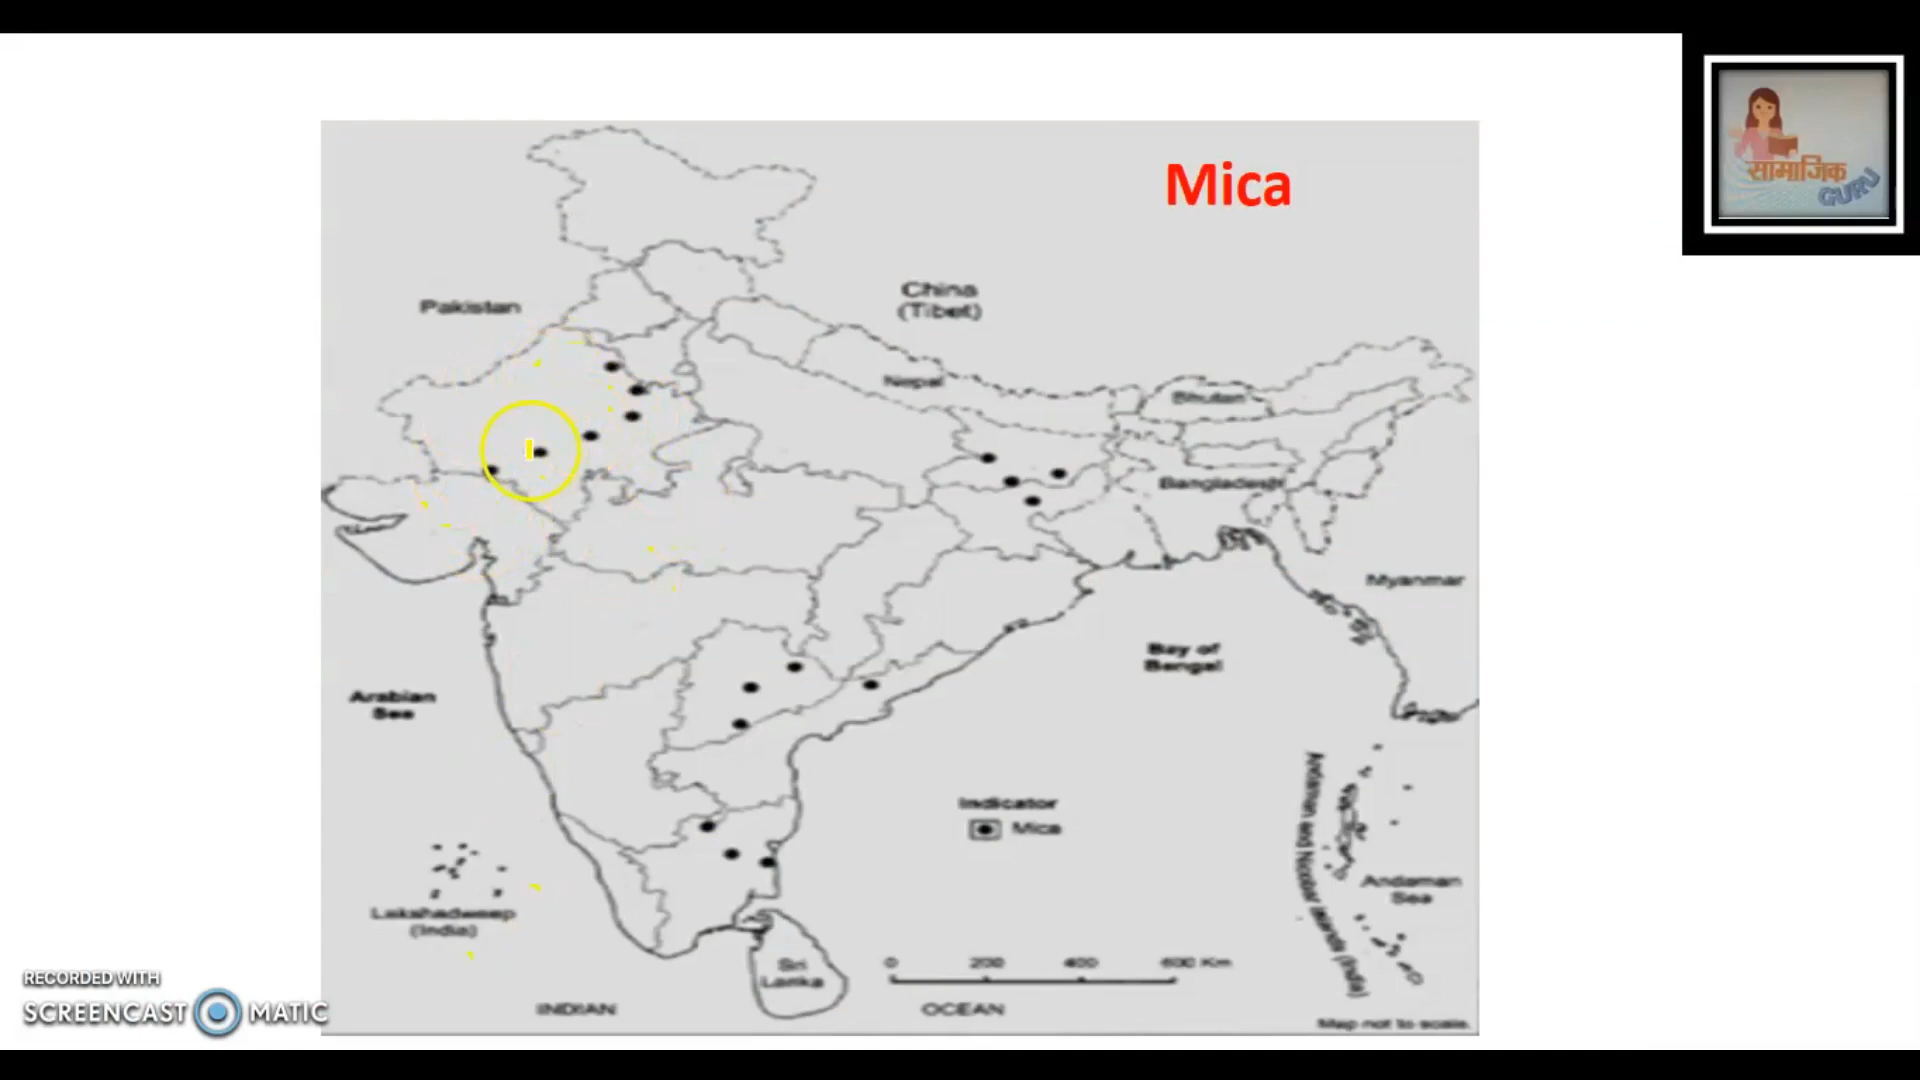 Mica
सामाजिक
GURU
China
(Tibet)
Pakistan
Nepal
Bhutan
Bangladesh
Myanmar
Bay of
Bengal
Arabian
Sea
Indicator
Mica
Andaman and Nicobar Islands (India)
Andaman
Sea
Lakshadweep
(India)
Sri
Lanka
0 200 400 600 Km
INDIAN OCEAN
Map not to scale.
RECORDED WITH
SCREENCAST MATIC